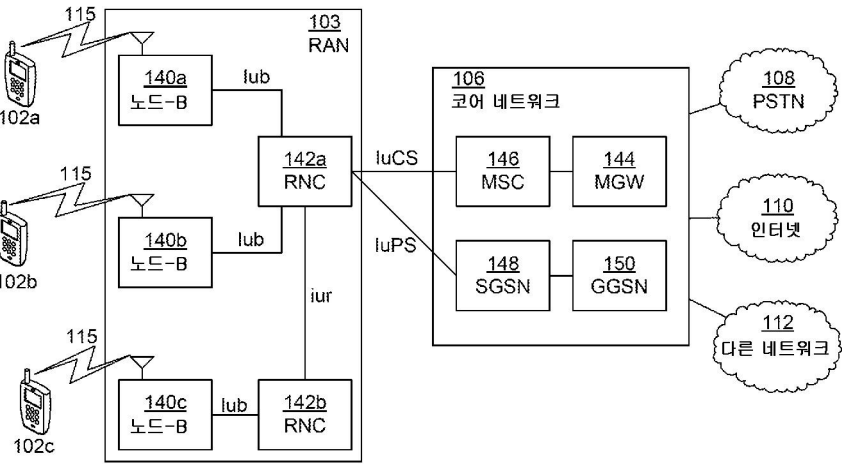 115
103
RAN
102a
140a
노드-B
Iub
106
코어 네트워크
108
PSTN
142a
RNC
IuCS
146
MSC
144
MGW
115
102b
140b
노드-B
Iub
IuPS
148
SGSN
150
GGSN
110
인터넷
iur
115
102c
140c
노드-B
Iub
142b
RNC
112
다른 네트워크